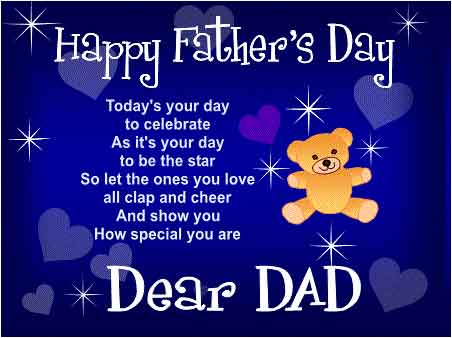 Happy Father's Day
Today's your day
to celebrate
As it's your day
to be the star
So let the ones you love
all clap and cheer
And show you
How special you are
Dear DAD